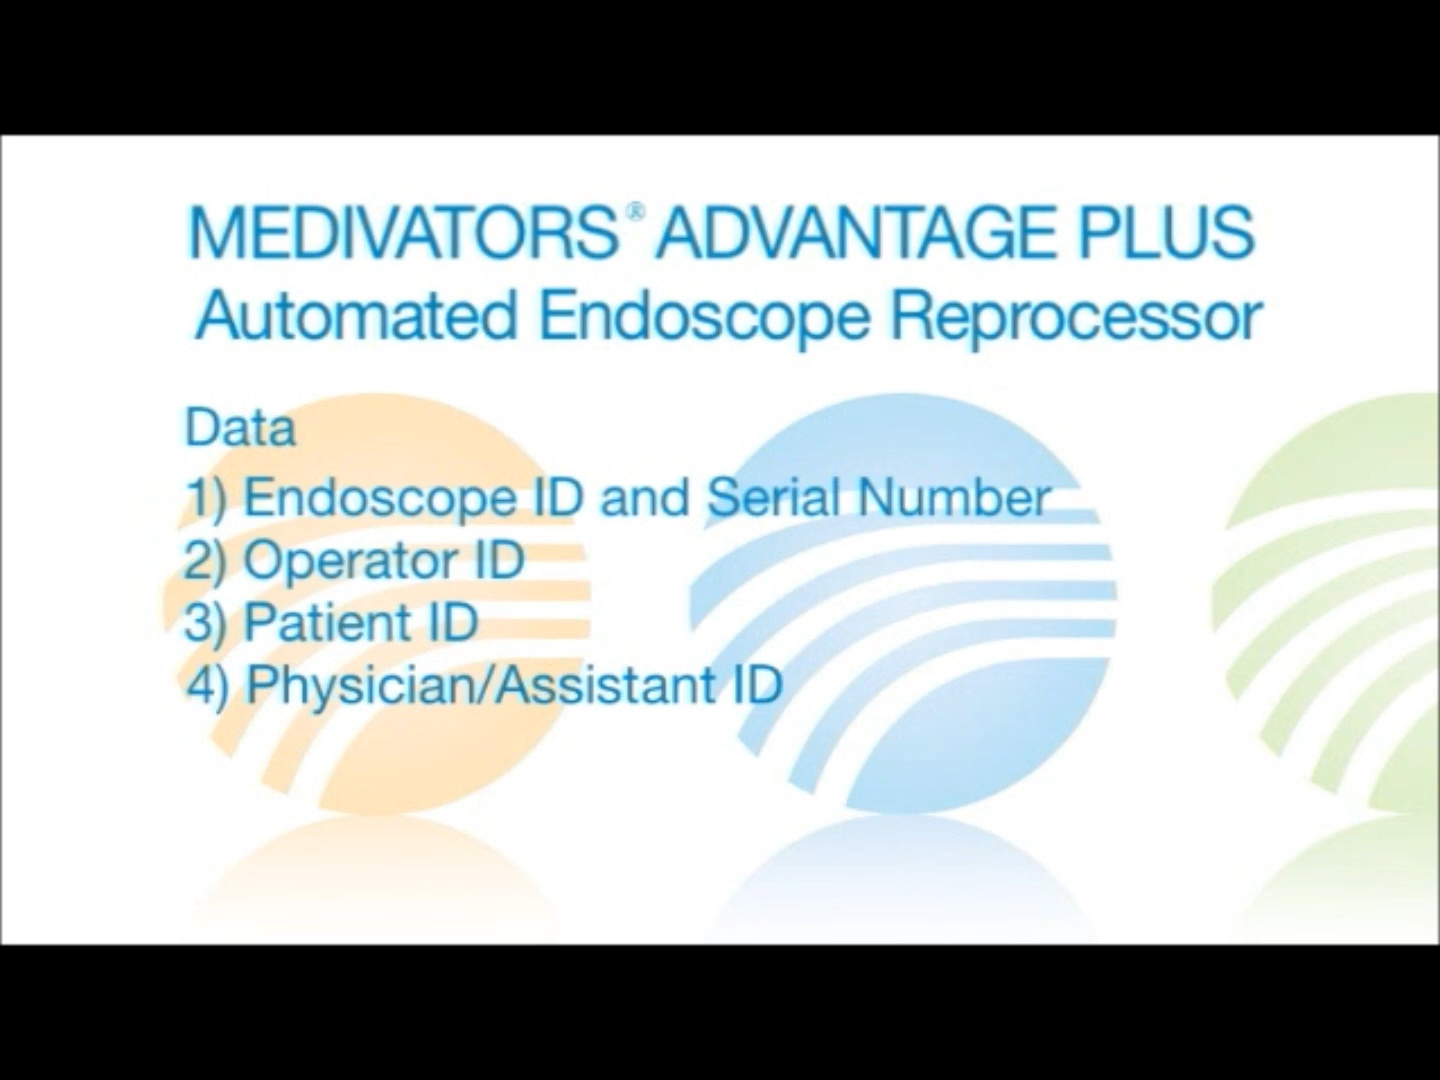 MEDIVATORS® ADVANTAGE PLUS
Automated Endoscope Reprocessor
Data
1) Endoscope ID and Serial Number
2) Operator ID
3) Patient ID
4) Physician/Assistant ID